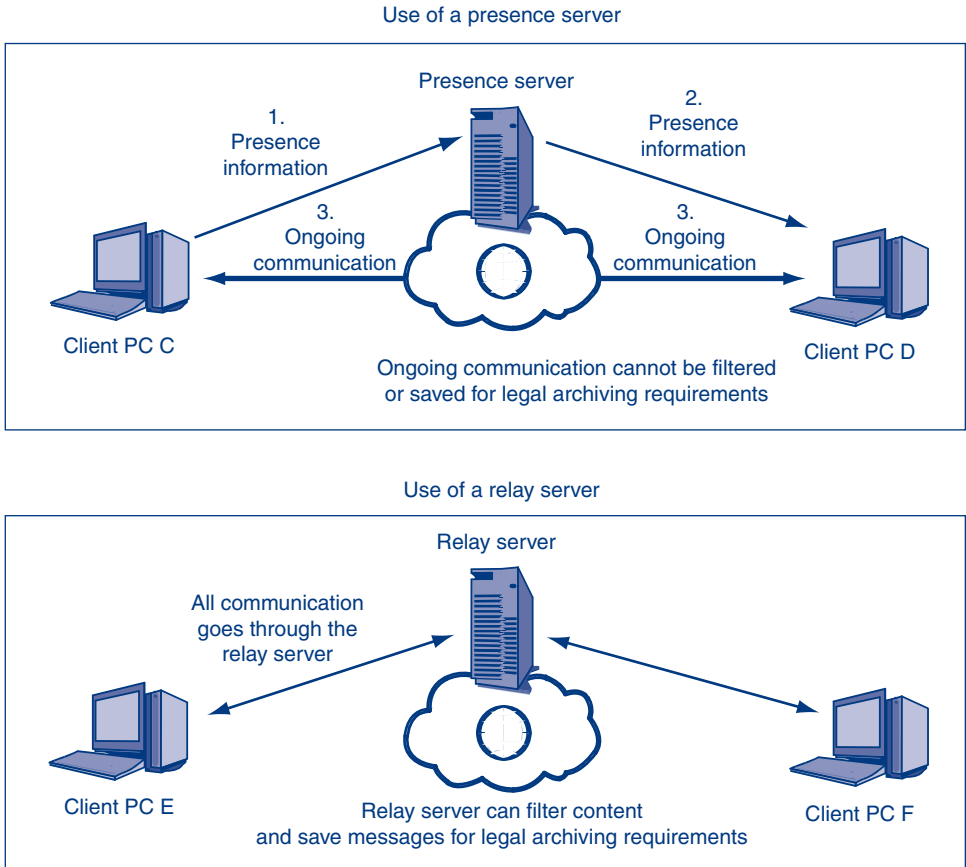 Use of a presence server
Presence server
1.
Presence
information
2.
Presence
information
3.
Ongoing
communication
3.
Ongoing
communication
Client PC C
Client PC D
Ongoing communication cannot be filtered
or saved for legal archiving requirements
Use of a relay server
Relay server
All communication
goes through the
relay server
Client PC E
Client PC F
Relay server can filter content
and save messages for legal archiving requirements